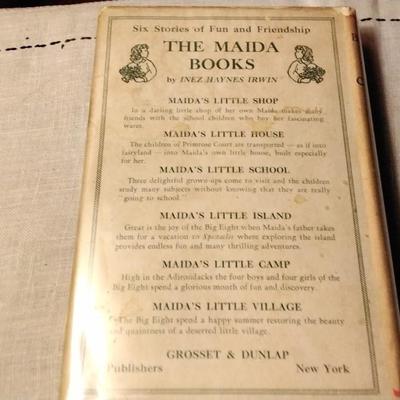 Six Stories of Fun and Friendship
THE MAIDA
BOOKS
by INEZ HAYNES IRWIN
MAIDA'S LITTLE SHOP
In a darling little shop of her own Maida makes many
friends with the school children who buy her fascinating
wares.
MAIDA'S LITTLE HOUSE
The children of Primrose Court are transported — as if into
fairyland — into Maida's own little house, built especially
for her.
MAIDA'S LITTLE SCHOOL
Three delightful grown-ups come to visit and the children
study many subjects without knowing that they are really
going to school.
MAIDA'S LITTLE ISLAND
Great is the joy of the Big Eight when Maida's father takes
them for a vacation to Spectacles where exploring the island
provides endless fun and many thrilling adventures.
MAIDA'S LITTLE CAMP
High in the Adirondacks the four boys and four girls of the
Big Eight spend a glorious month of fun and discovery.
MAIDA'S LITTLE VILLAGE
The Big Eight spend a happy summer restoring the beauty
and quaintness of a deserted little village.
GROSSET & DUNLAP
Publishers New York